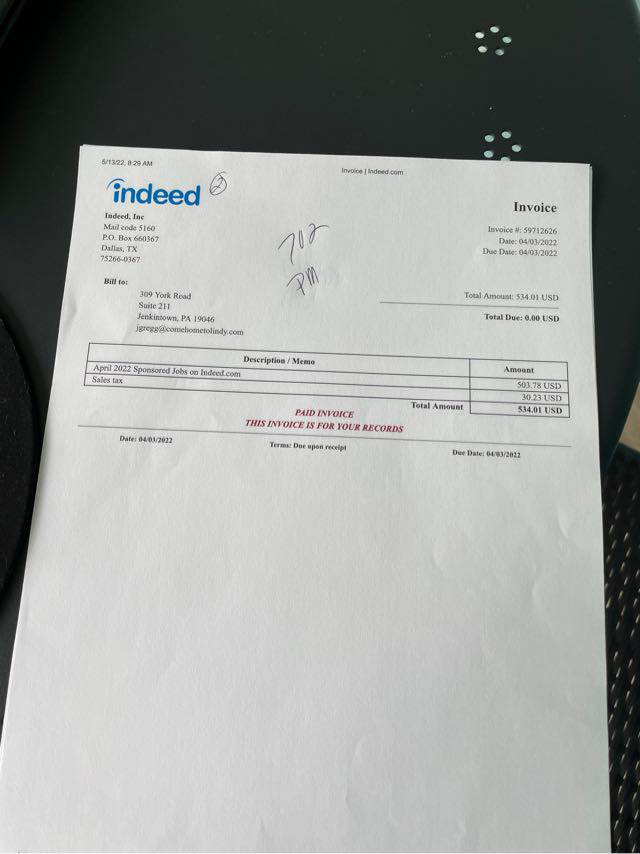 5/13/22, 8:29 AM
Invoice | Indeed.com
indeed
2
Invoice
Indeed, Inc
Mail code 5160
P.O. Box 660367
Dallas, TX
75266-0367
702
PM
Invoice #: 59712626
Date: 04/03/2022
Due Date: 04/03/2022
Bill to:
309 York Road
Suite 211
Jenkintown, PA 19046
jgregg@comehometolindy.com
Total Amount: 534.01 USD
Total Due: 0.00 USD
Description / Memo Amount
April 2022 Sponsored Jobs on Indeed.com 503.78 USD
Sales tax 30.23 USD
Total Amount 534.01 USD
PAID INVOICE
THIS INVOICE IS FOR YOUR RECORDS
Date: 04/03/2022 Terms: Due upon receipt Due Date: 04/03/2022